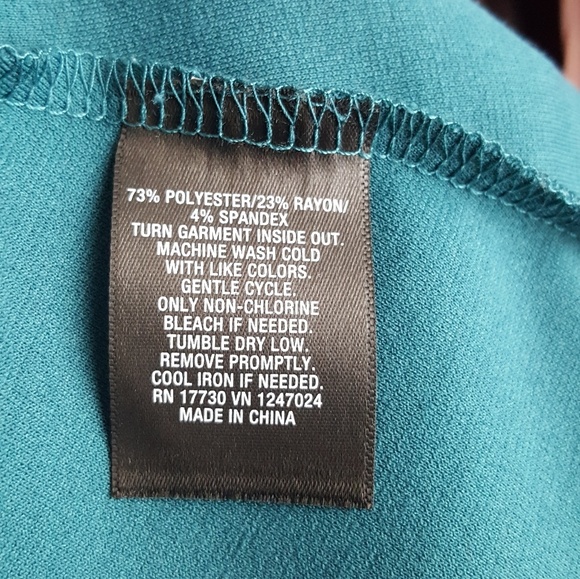 73% POLYESTER/23% RAYON/
4% SPANDEX
TURN GARMENT INSIDE OUT.
MACHINE WASH COLD
WITH LIKE COLORS.
GENTLE CYCLE.
ONLY NON-CHLORINE
BLEACH IF NEEDED.
TUMBLE DRY LOW.
REMOVE PROMPTLY.
COOL IRON IF NEEDED.
RN 17730 VN 1247024
MADE IN CHINA